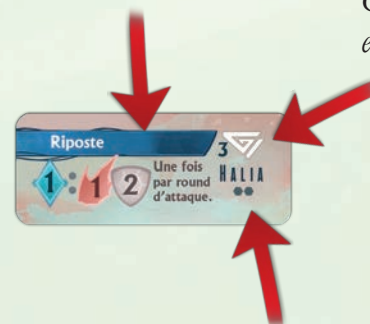 Riposte
3
HALIA
1 : 1 2
Une fois
par round
d'attaque.